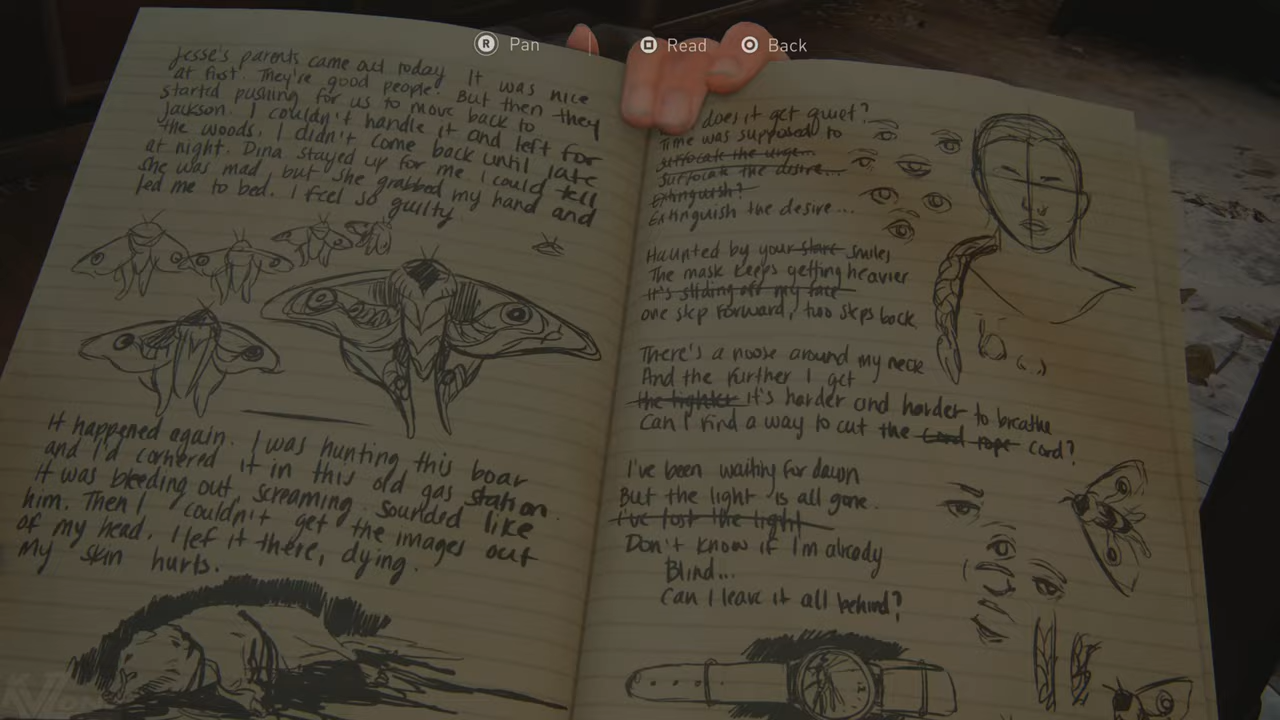 R Pan
Read
Back
Jesse's parents came out today It was nice
at first. They're good people. But then they
started pushing for us to move back to
Jackson. I couldn't handle it and left for
the woods. I didn't come back until late
at night. Dina stayed up for me I could tell
she was mad, but she grabbed my hand and
led me to bed. I feel so guilty.
It happened again. I was hunting this boar
and I'd cornered it in this old gas station.
It was bleeding out screaming. Sounded like
him. Then I couldn't get the images out
of my head. I lef it there, dying.
My skin hurts.
does it get quiet?
Time was supposed to
suffocate the urge...
Suffocate the desire...
Extinguish?
Extinguish the desire...
Haunted by your stare smiles
The mask keeps getting heavier
It's sliding off my face
one step forward, two steps back
There's a noose around my neck
And the further I get
the tighter it's harder and harder to breathe
Can I find a way to cut the cord rope cord?
I've been waiting for dawn
But the light is all gone.
I've lost the light
Don't know if I'm already
Blind...
Can I leave it all behind?